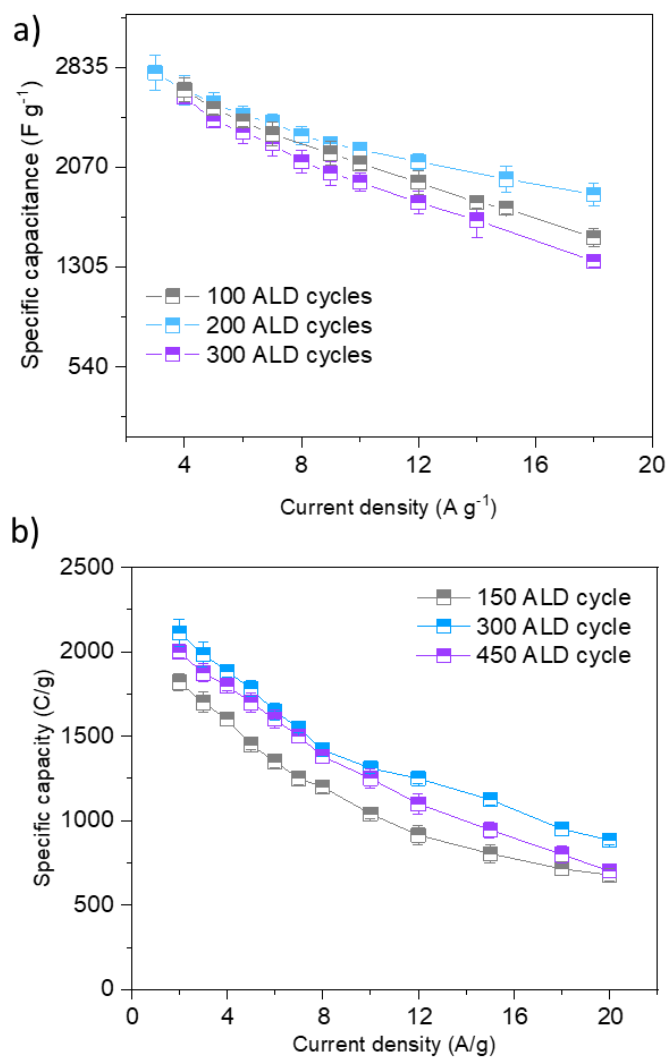 a)
Specific capacitance (F g⁻¹)
2835
2070
1305
540
100 ALD cycles
200 ALD cycles
300 ALD cycles
4 8 12 16 20
Current density (A g⁻¹)
b)
Specific capacity (C/g)
2500
2000
1500
1000
500
0
150 ALD cycle
300 ALD cycle
450 ALD cycle
0 4 8 12 16 20
Current density (A/g)